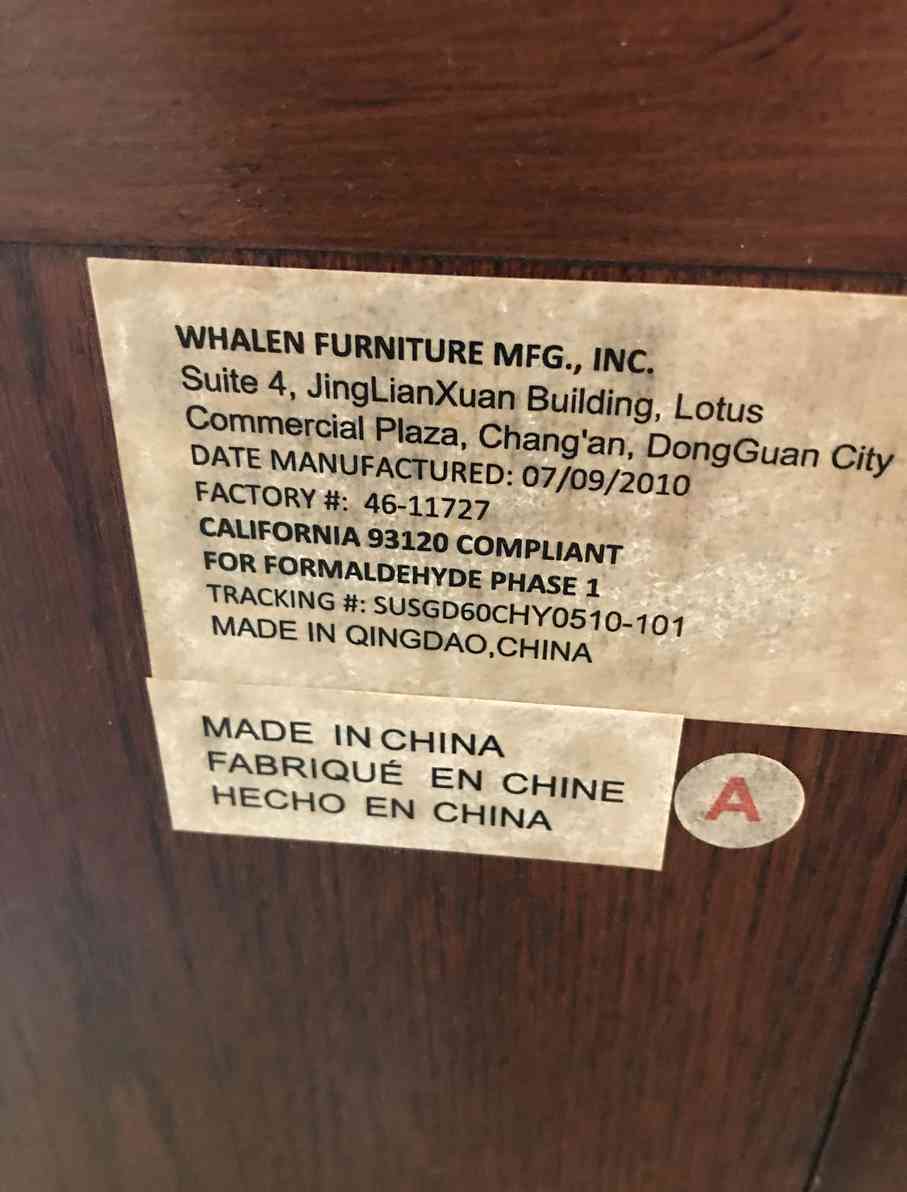 WHALEN FURNITURE MFG., INC.
Suite 4, JingLianXuan Building, Lotus
Commercial Plaza, Chang'an, DongGuan City
DATE MANUFACTURED: 07/09/2010
FACTORY #: 46-11727
CALIFORNIA 93120 COMPLIANT
FOR FORMALDEHYDE PHASE 1
TRACKING #: SUSGD60CHY0510-101
MADE IN QINGDAO,CHINA
MADE IN CHINA
FABRIQUÉ EN CHINE
HECHO EN CHINA
A